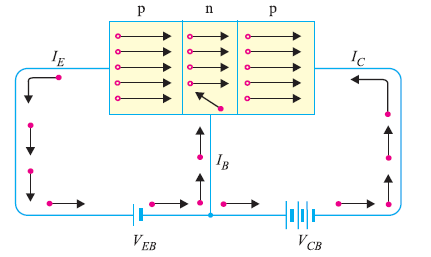 p n p
I_E I_C
I_B
V_EB V_CB